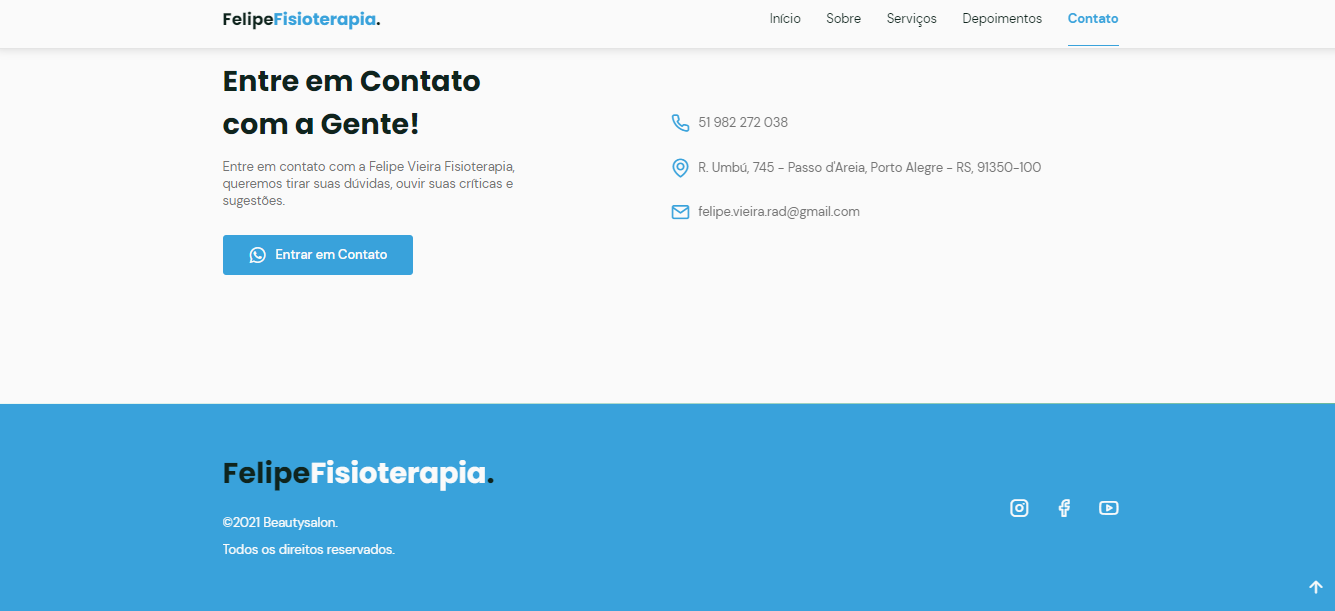 FelipeFisioterapia.
Início Sobre Serviços Depoimentos Contato
Entre em Contato
com a Gente!
Entre em contato com a Felipe Vieira Fisioterapia,
queremos tirar suas dúvidas, ouvir suas críticas e
sugestões.
Entrar em Contato
51 982 272 038
R. Umbú, 745 - Passo d'Areia, Porto Alegre - RS, 91350-100
felipe.vieira.rad@gmail.com
FelipeFisioterapia.
©2021 Beautysalon.
Todos os direitos reservados.